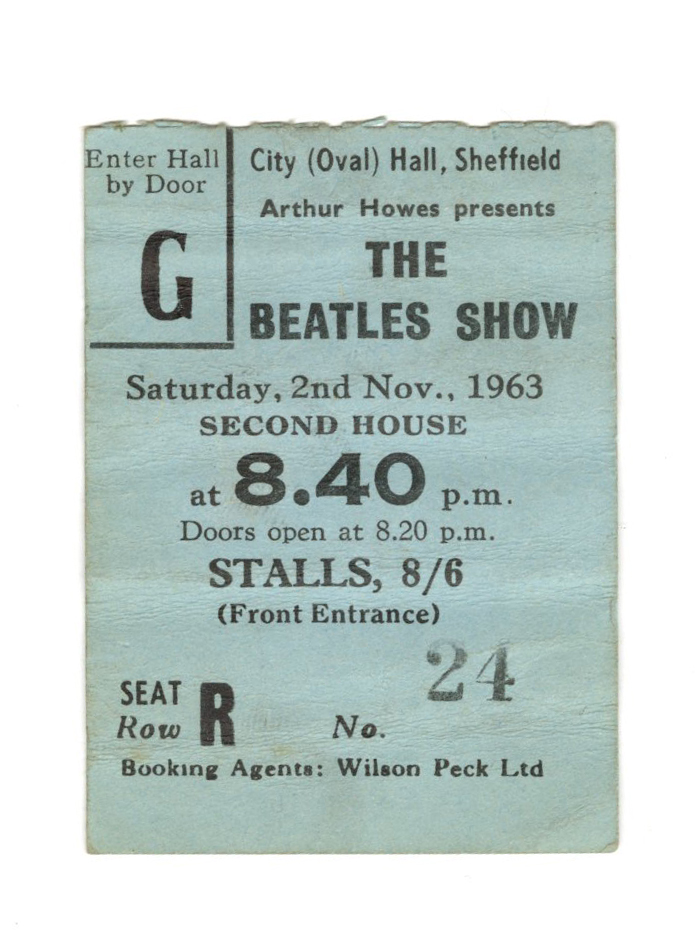 Enter Hall
by Door
G
City (Oval) Hall, Sheffield
Arthur Howes presents
THE
BEATLES SHOW
Saturday, 2nd Nov., 1963
SECOND HOUSE
at 8.40 p.m.
Doors open at 8.20 p.m.
STALLS, 8/6
(Front Entrance)
SEAT
Row R No. 24
Booking Agents: Wilson Peck Ltd